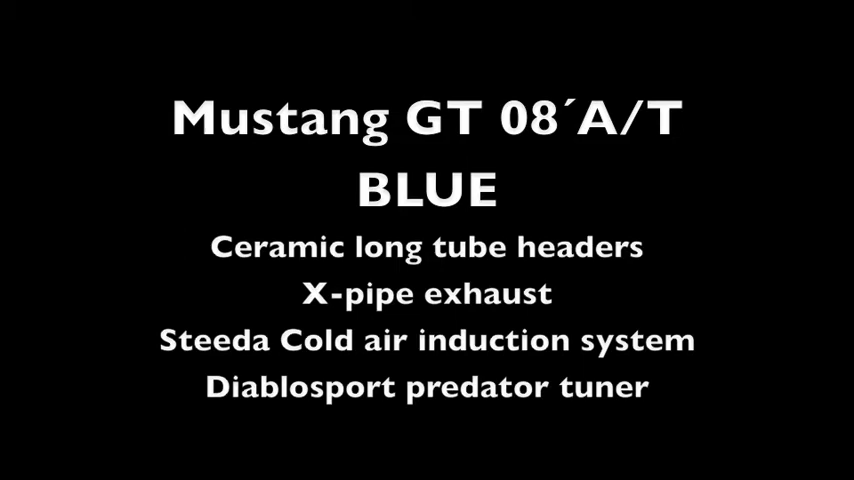 Mustang GT 08´A/T
BLUE
Ceramic long tube headers
X-pipe exhaust
Steeda Cold air induction system
Diablosport predator tuner